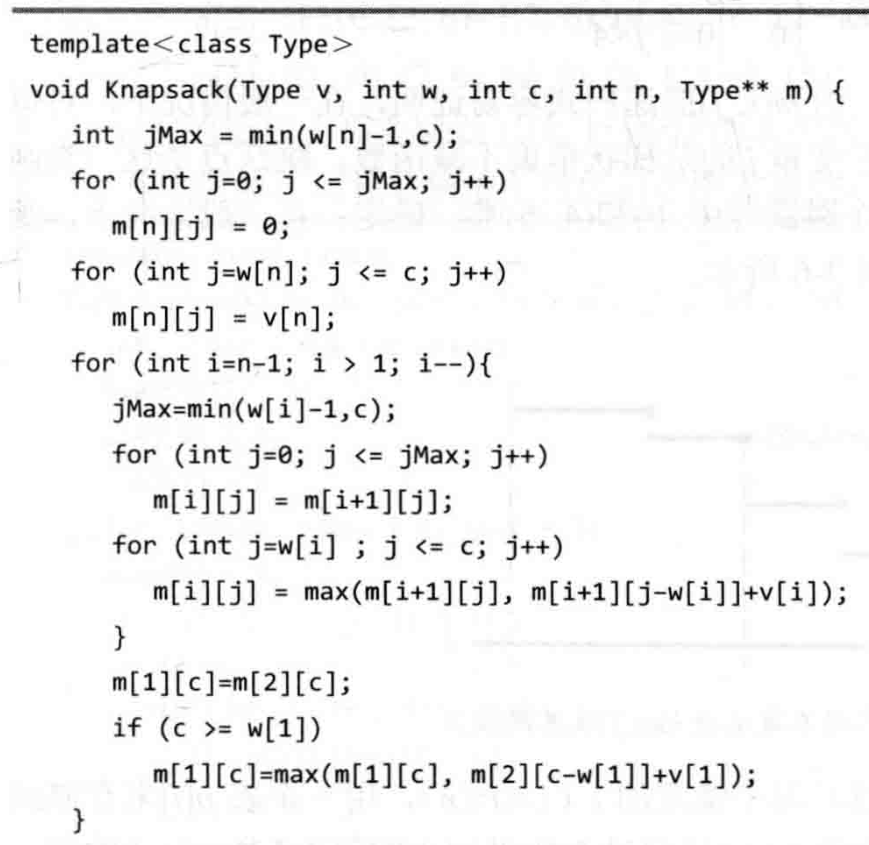 template<class Type>
void Knapsack(Type v, int w, int c, int n, Type** m) {
int jMax = min(w[n]-1,c);
for (int j=0; j <= jMax; j++)
m[n][j] = 0;
for (int j=w[n]; j <= c; j++)
m[n][j] = v[n];
for (int i=n-1; i > 1; i--){
jMax=min(w[i]-1,c);
for (int j=0; j <= jMax; j++)
m[i][j] = m[i+1][j];
for (int j=w[i] ; j <= c; j++)
m[i][j] = max(m[i+1][j], m[i+1][j-w[i]]+v[i]);
}
m[1][c]=m[2][c];
if (c >= w[1])
m[1][c]=max(m[1][c], m[2][c-w[1]]+v[1]);
}